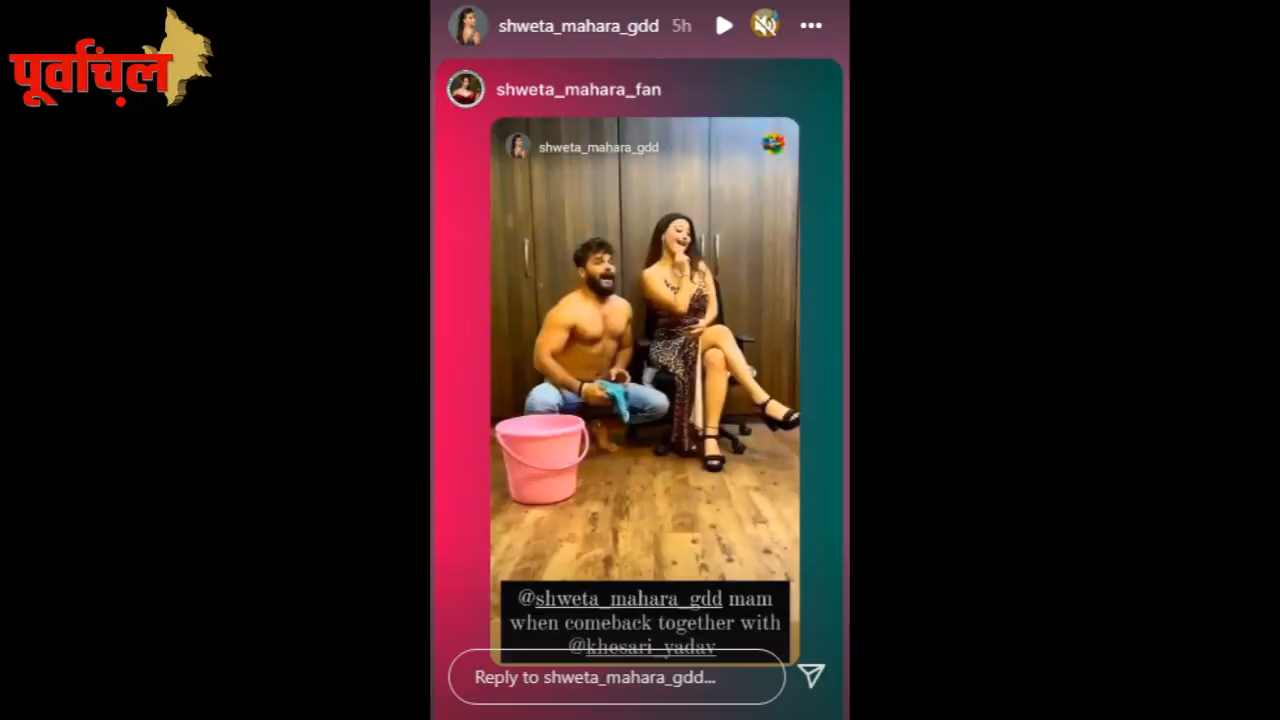 पूर्वांचल
shweta_mahara_gdd 5h
shweta_mahara_fan
shweta_mahara_gdd
@shweta_mahara_gdd mam
when comeback together with
@khesari_yadav
Reply to shweta_mahara_gdd...